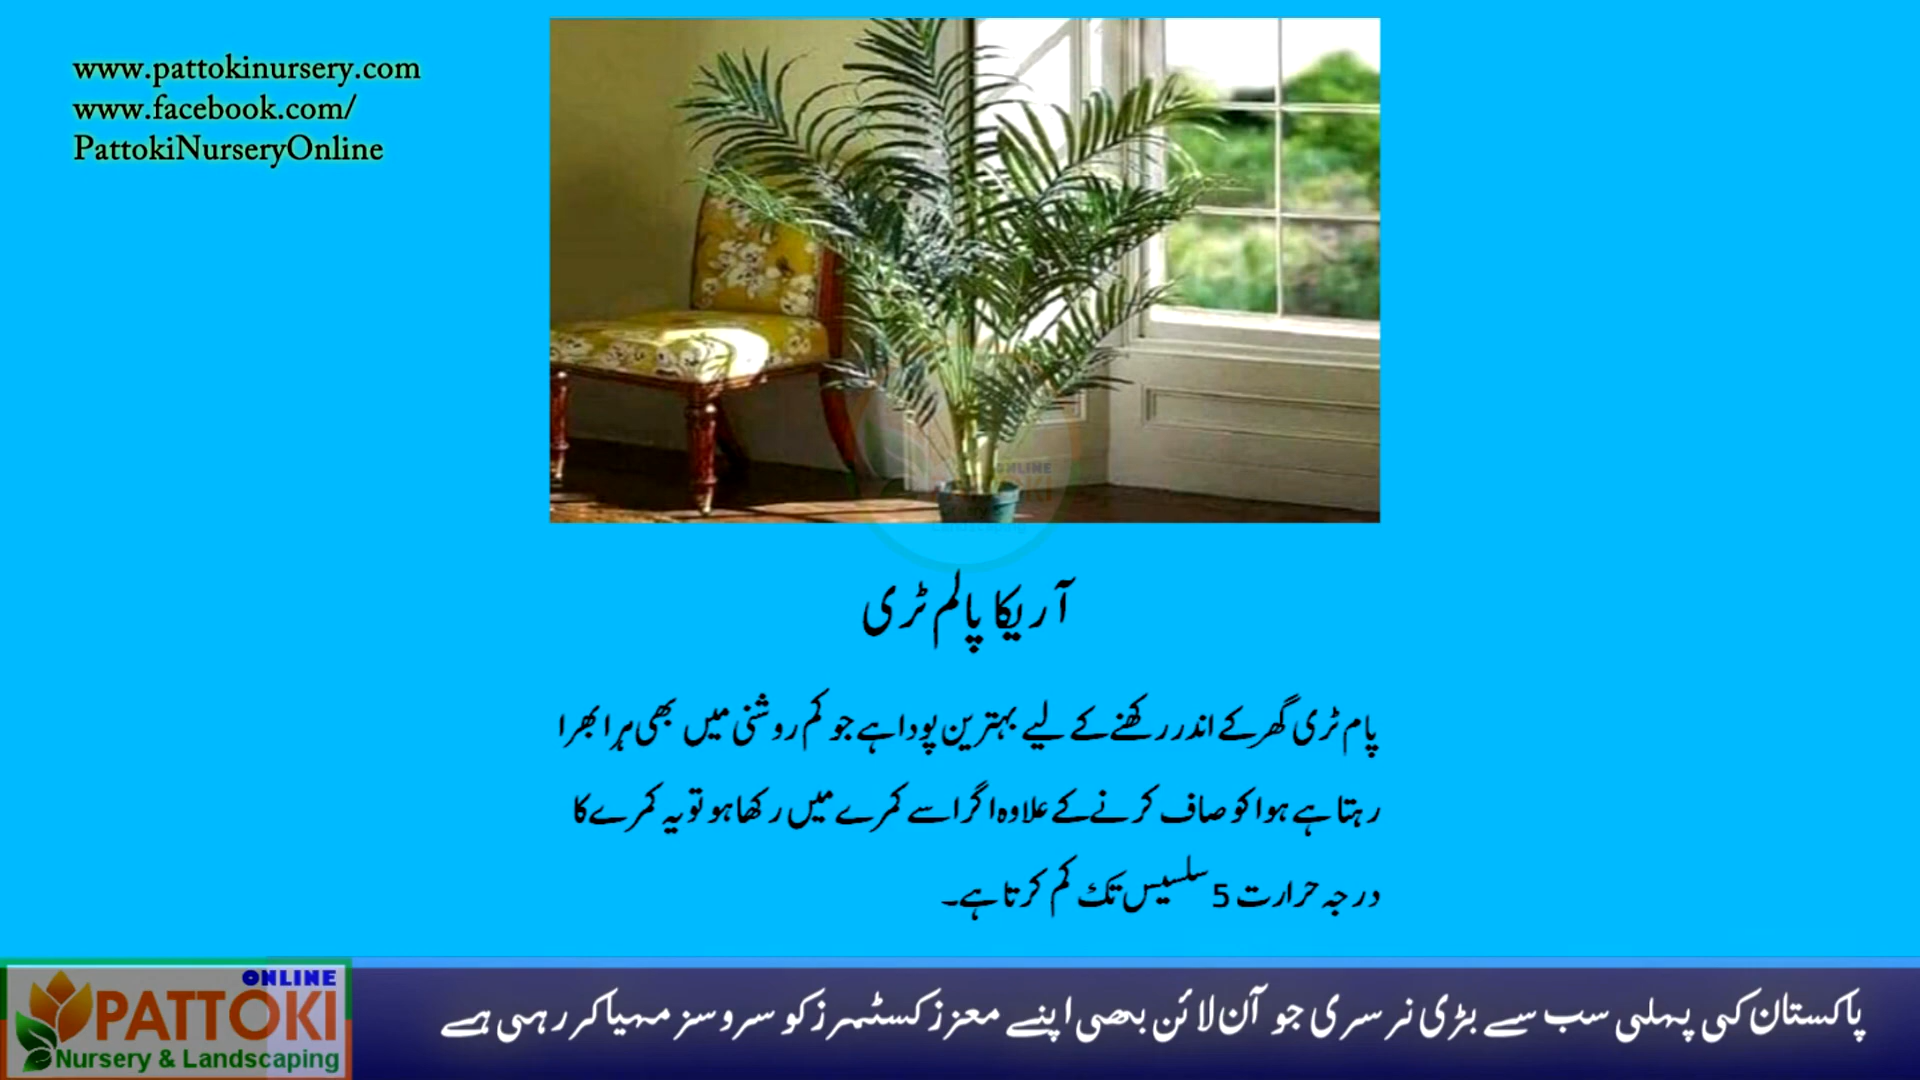 www.pattokinursery.com
www.facebook.com/
PattokiNurseryOnline
ONLINE
آریکا پالم ٹری
پام ٹری گھر کے اندر رکھنے کے لیے بہترین پودا ہے جو کم روشنی میں بھی ہرا بھرا
رہتا ہے ہوا کو صاف کرنے کے علاوہ اگر اسے کمرے میں رکھا ہو تو یہ کمرے کا
درجہ حرارت 5 سلسیس تک کم کرتا ہے۔
ONLINE
PATTOKI
Nursery & Landscaping
پاکستان کی پہلی سب سے بڑی نرسری جو آن لائن بھی اپنے معزز کسٹمرز کو سروسز مہیا کر رہی ہے